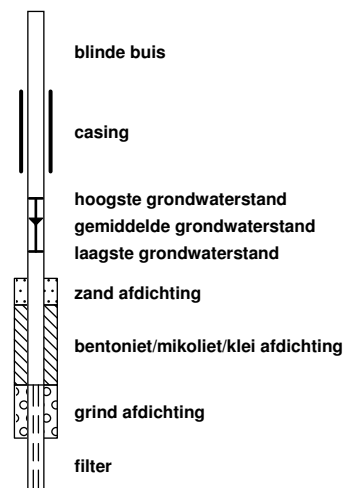 blinde buis
casing
hoogste grondwaterstand
gemiddelde grondwaterstand
laagste grondwaterstand
zand afdichting
bentoniet/mikoliet/klei afdichting
grind afdichting
filter